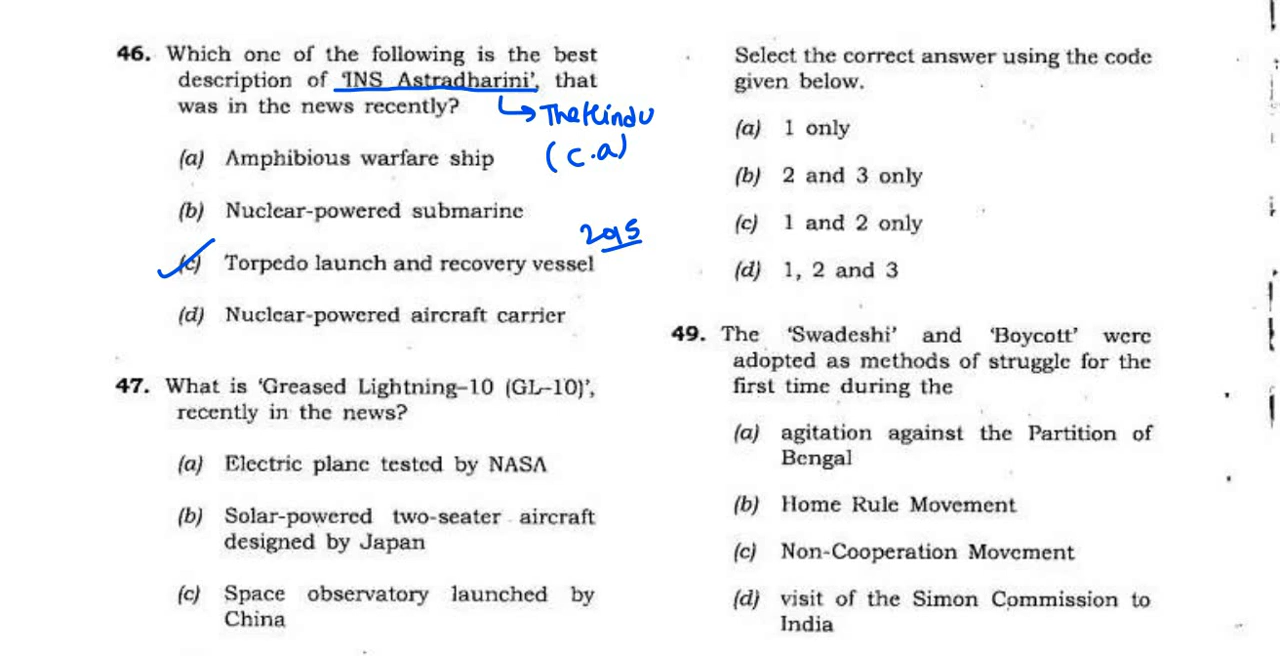 46. Which one of the following is the best
description of 'INS Astradharini', that
was in the news recently?
The Hindu
(C.a)
(a) Amphibious warfare ship
(b) Nuclear-powered submarine
2015
(c) Torpedo launch and recovery vessel
(d) Nuclear-powered aircraft carrier
47. What is 'Greased Lightning-10 (GL-10)',
recently in the news?
(a) Electric plane tested by NASA
(b) Solar-powered two-seater aircraft
designed by Japan
(c) Space observatory launched by
China
Select the correct answer using the code
given below.
(a) 1 only
(b) 2 and 3 only
(c) 1 and 2 only
(d) 1, 2 and 3
49. The 'Swadeshi' and 'Boycott' were
adopted as methods of struggle for the
first time during the
(a) agitation against the Partition of
Bengal
(b) Home Rule Movement
(c) Non-Cooperation Movement
(d) visit of the Simon Commission to
India